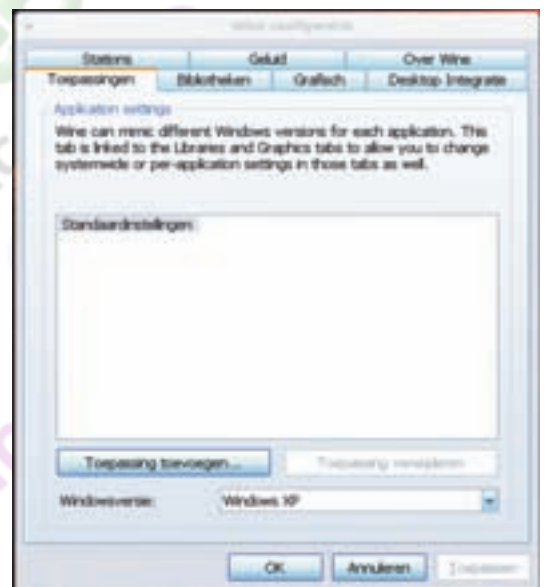 Wine configuratie
Stations Geluid Over Wine
Toepassingen Bibliotheken Grafisch Desktop Integratie
Application settings
Wine can mimic different Windows versions for each application. This
tab is linked to the Libraries and Graphics tabs to allow you to change
systemwide or per-application settings in those tabs as well.
Standaardinstellingen
Toepassing toevoegen... Toepassing verwijderen
Windowsversie: Windows XP
OK Annuleren Toepassen